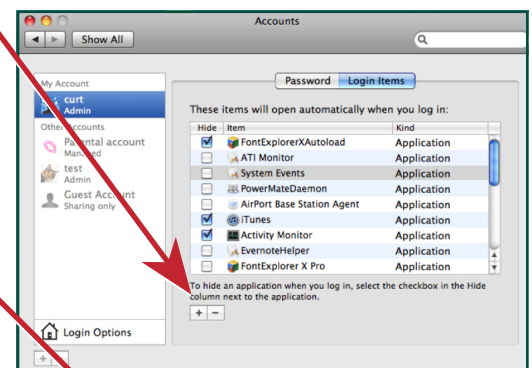 Accounts
Show All
My Account
curt
Admin
Other Accounts
Parental account
Managed
test
Admin
Guest Account
Sharing only
Login Options
+ −
Password Login Items
These items will open automatically when you log in:
Hide Item Kind
FontExplorerXAutoload Application
ATI Monitor Application
System Events Application
PowerMateDaemon Application
AirPort Base Station Agent Application
iTunes Application
Activity Monitor Application
EvernoteHelper Application
FontExplorer X Pro Application
To hide an application when you log in, select the checkbox in the Hide
column next to the application.
+ −